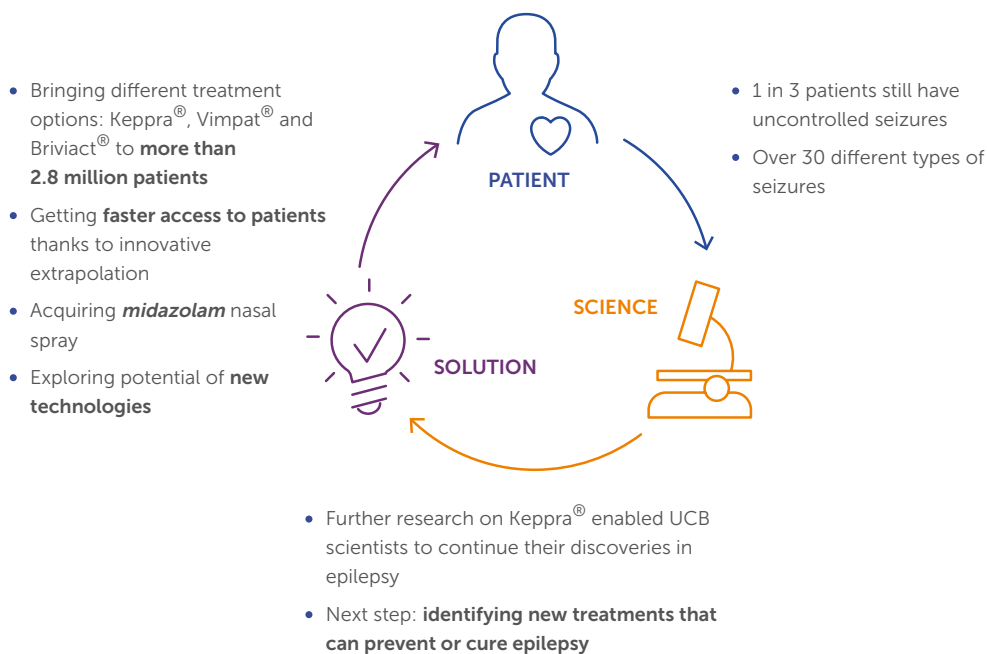 • Bringing different treatment
options: Keppra®, Vimpat® and
Briviact® to more than
2.8 million patients
• Getting faster access to patients
thanks to innovative
extrapolation
• Acquiring midazolam nasal
spray
• Exploring potential of new
technologies
PATIENT
• 1 in 3 patients still have
uncontrolled seizures
• Over 30 different types of
seizures
SCIENCE
SOLUTION
• Further research on Keppra® enabled UCB
scientists to continue their discoveries in
epilepsy
• Next step: identifying new treatments that
can prevent or cure epilepsy